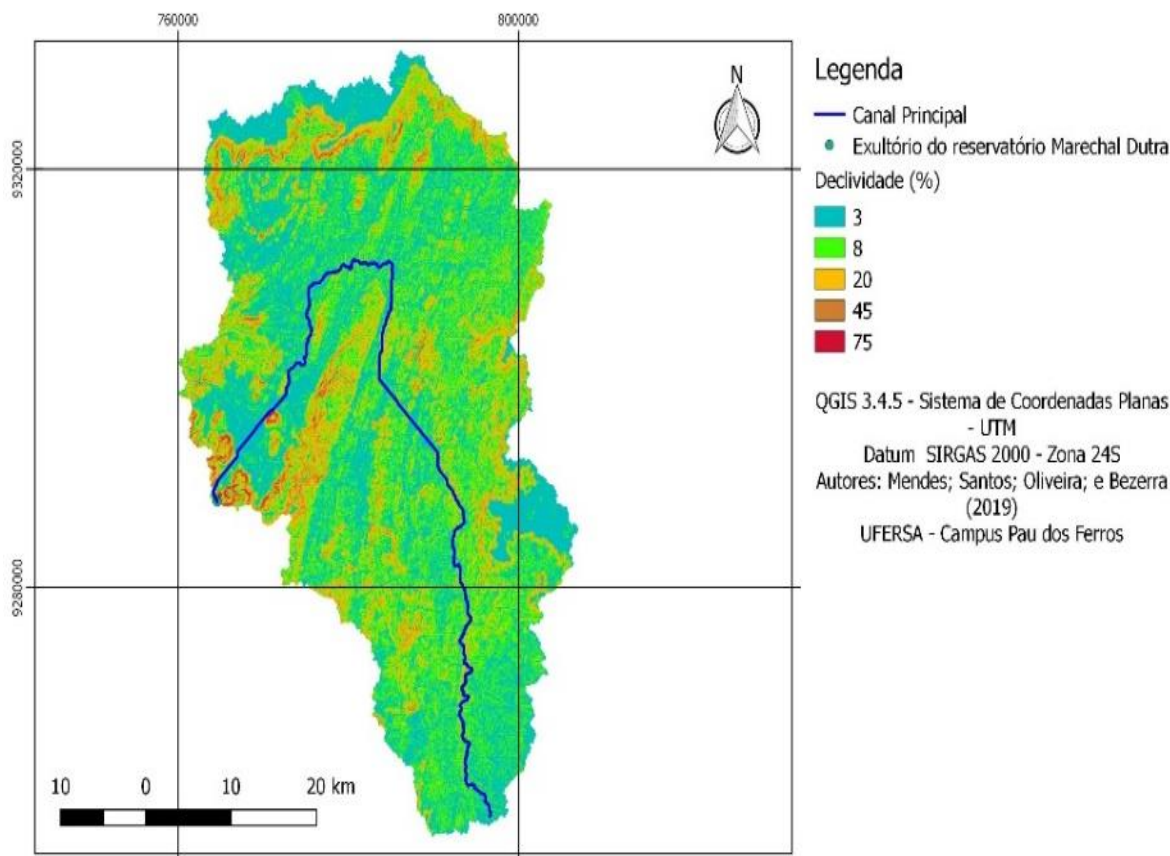 760000
800000
9320000
9280000
N
10 0 10 20 km
Legenda
Canal Principal
Exultório do reservatório Marechal Dutra
Declividade (%)
3
8
20
45
75
QGIS 3.4.5 - Sistema de Coordenadas Planas
- UTM
Datum SIRGAS 2000 - Zona 24S
Autores: Mendes; Santos; Oliveira; e Bezerra
(2019)
UFERSA - Campus Pau dos Ferros